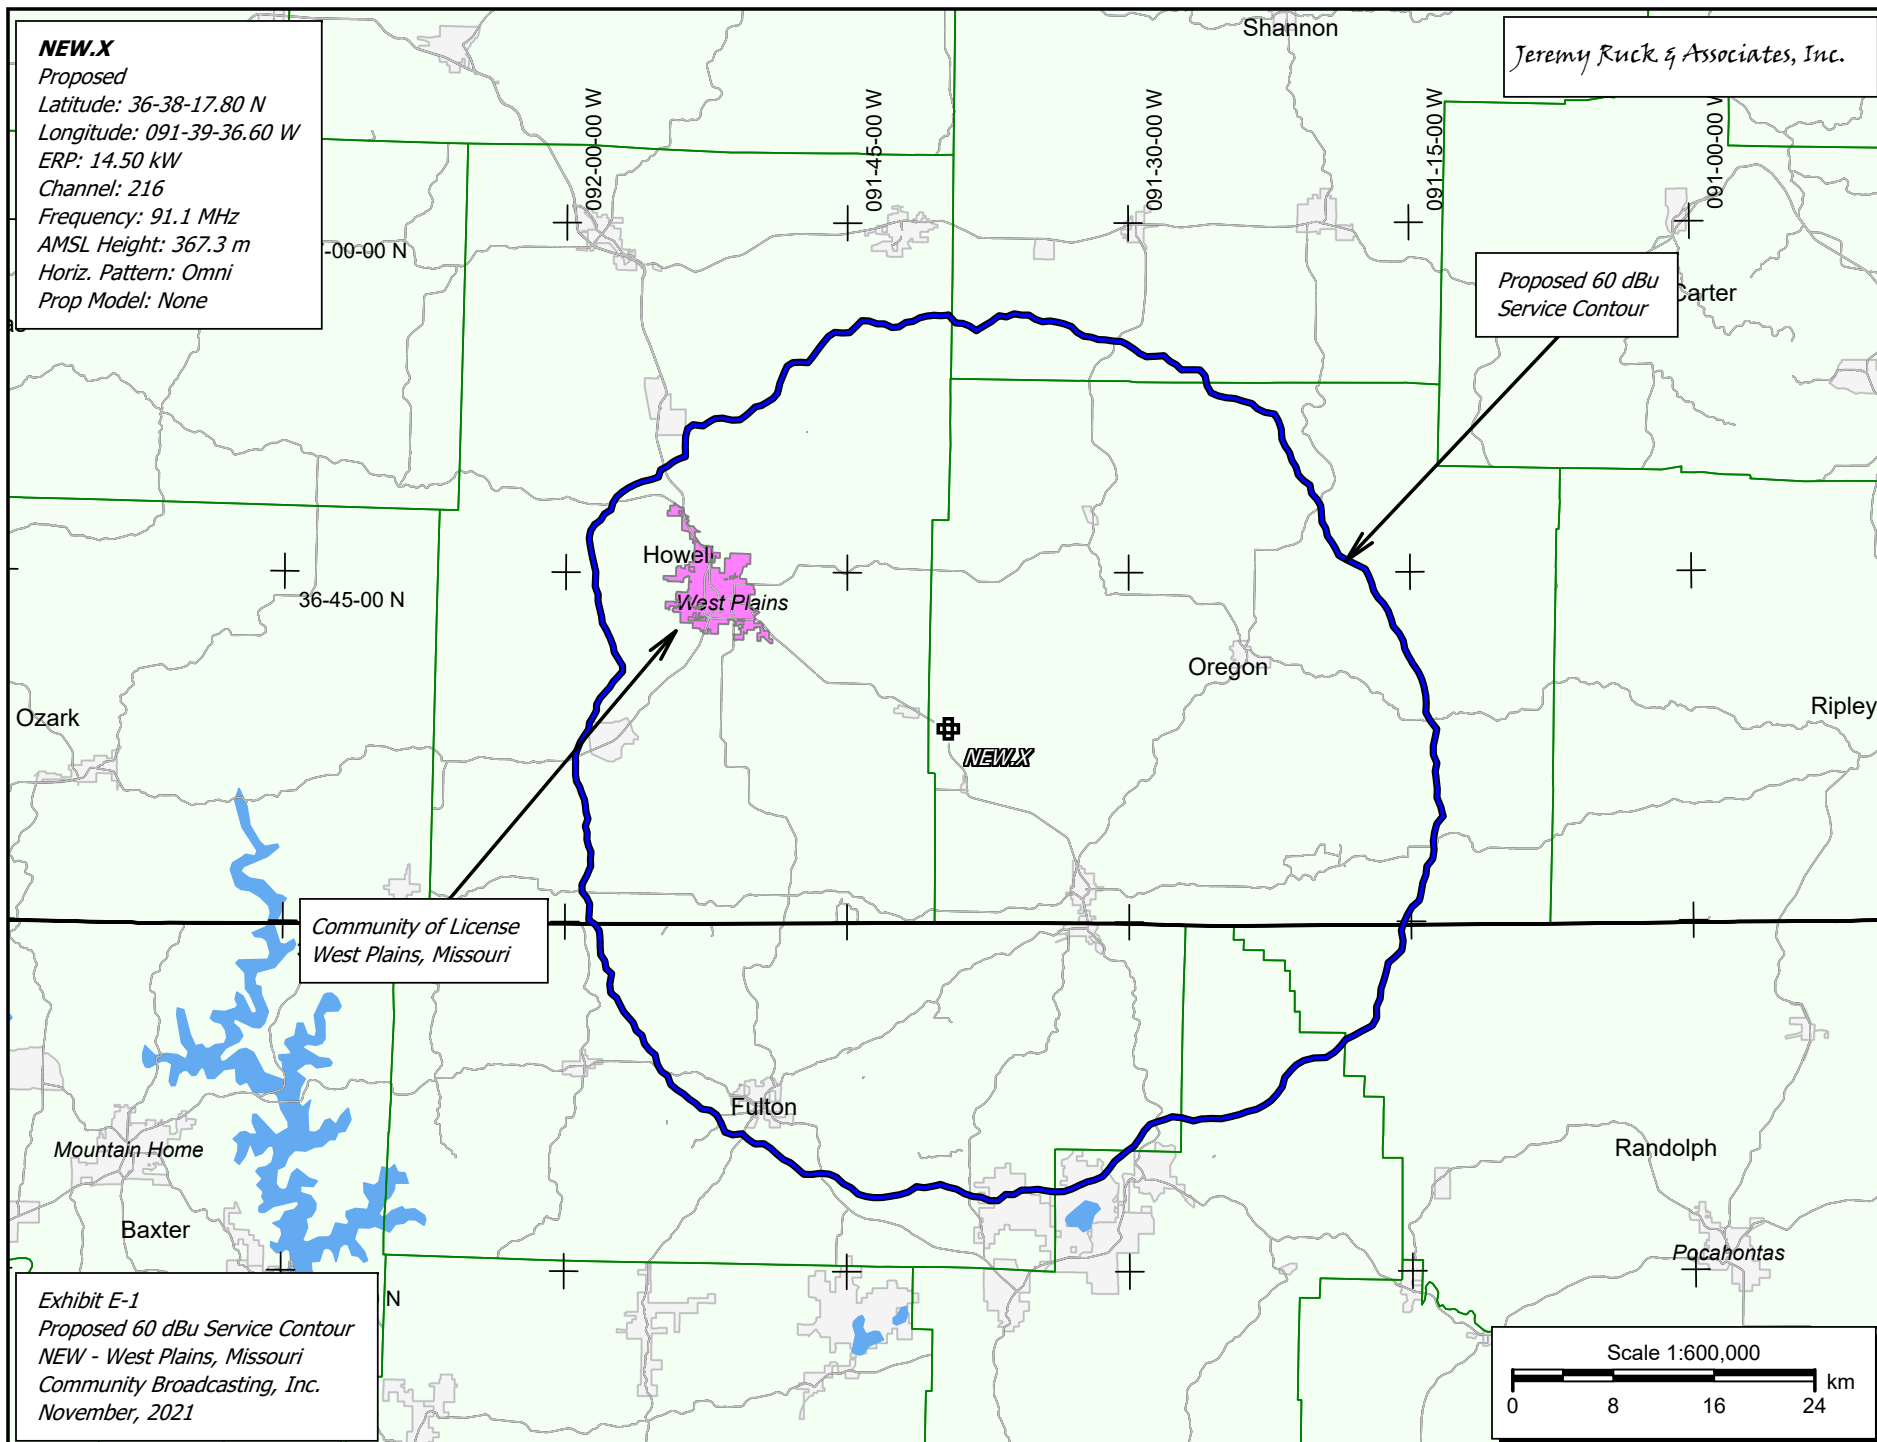 NEW.X
Proposed
Latitude: 36-38-17.80 N
Longitude: 091-39-36.60 W
ERP: 14.50 kW
Channel: 216
Frequency: 91.1 MHz
AMSL Height: 367.3 m
Horiz. Pattern: Omni
Prop Model: None
Shannon
Jeremy Ruck & Associates, Inc.
092-00-00 W
091-45-00 W
091-30-00 W
091-15-00 W
091-00-00 W
-00-00 N
Proposed 60 dBu
Service Contour
Carter
Howell
West Plains
36-45-00 N
Oregon
Ozark
Ripley
NEW.X
Community of License
West Plains, Missouri
Fulton
Mountain Home
Randolph
Baxter
Pocahontas
N
Exhibit E-1
Proposed 60 dBu Service Contour
NEW - West Plains, Missouri
Community Broadcasting, Inc.
November, 2021
Scale 1:600,000
km
0 8 16 24